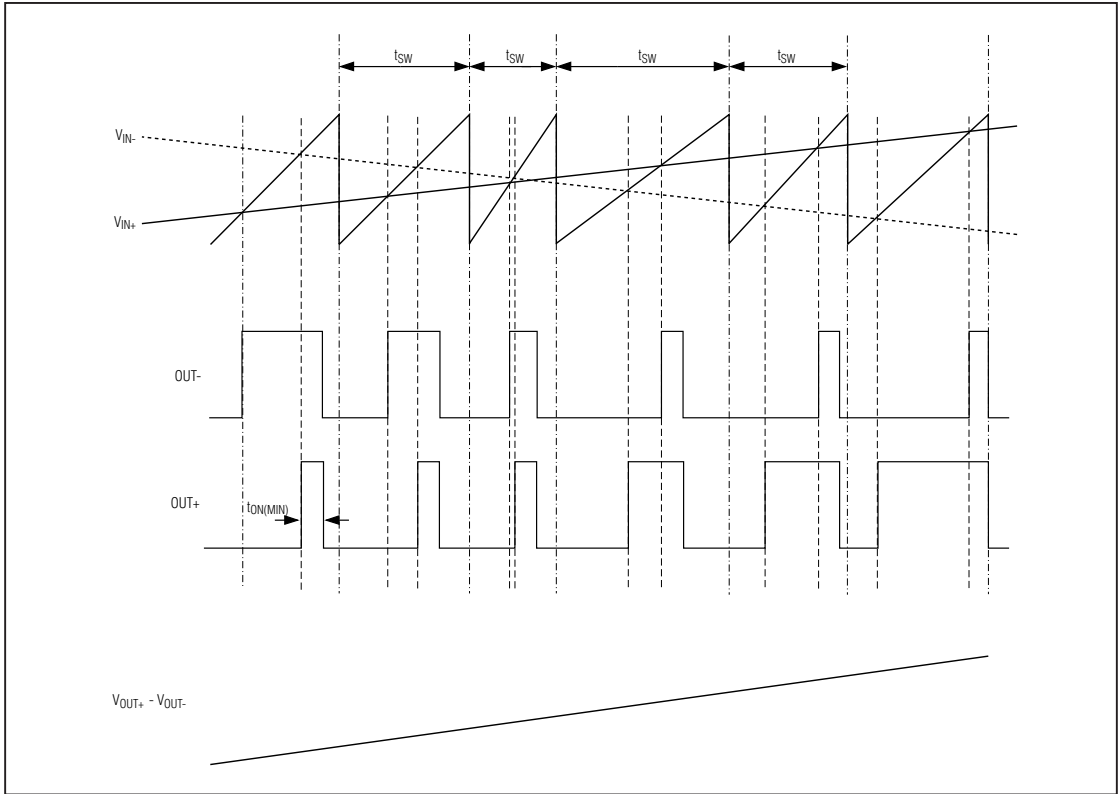 tSW tSW tSW tSW
VIN-
VIN+
OUT-
OUT+
tON(MIN)
VOUT+ - VOUT-